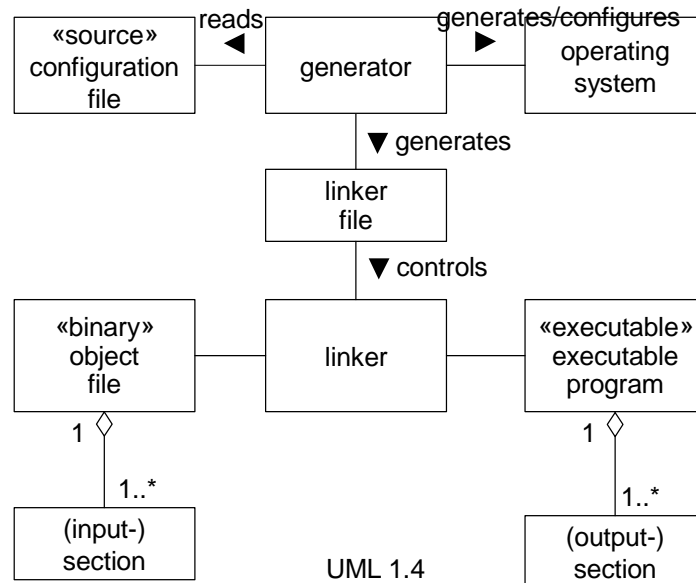 reads
generates/configures
«source»
configuration
file
generator
operating
system
generates
linker
file
controls
«binary»
object
file
linker
«executable»
executable
program
1
1
1..*
1..*
(input-)
section
(output-)
section
UML 1.4